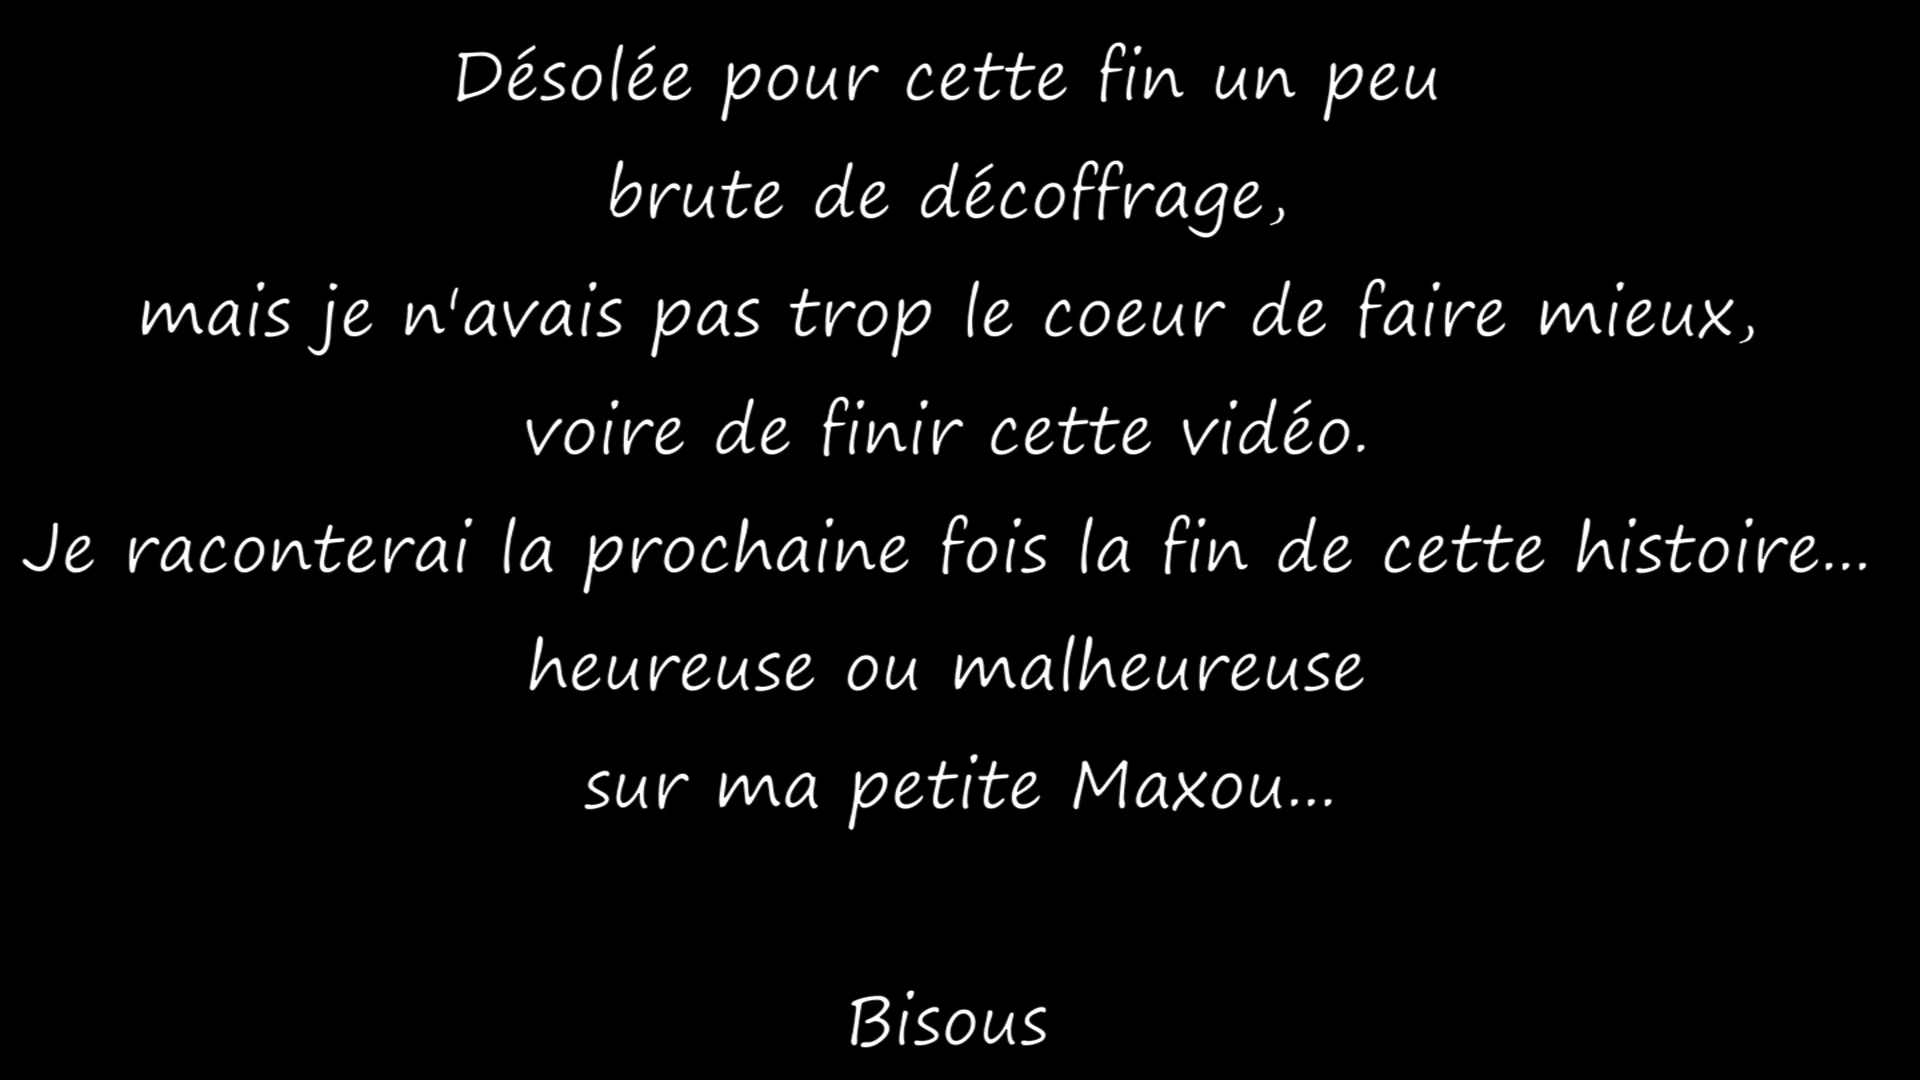 Désolée pour cette fin un peu
brute de décoffrage,
mais je n'avais pas trop le coeur de faire mieux,
voire de finir cette vidéo.
Je raconterai la prochaine fois la fin de cette histoire...
heureuse ou malheureuse
sur ma petite Maxou...
Bisous